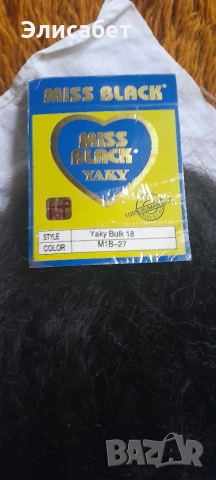 Елисабет
MISS BLACK®
MISS
BLACK®
YAKY
STYLE Yaky Bulk 18
COLOR M1B-27
BAZAR